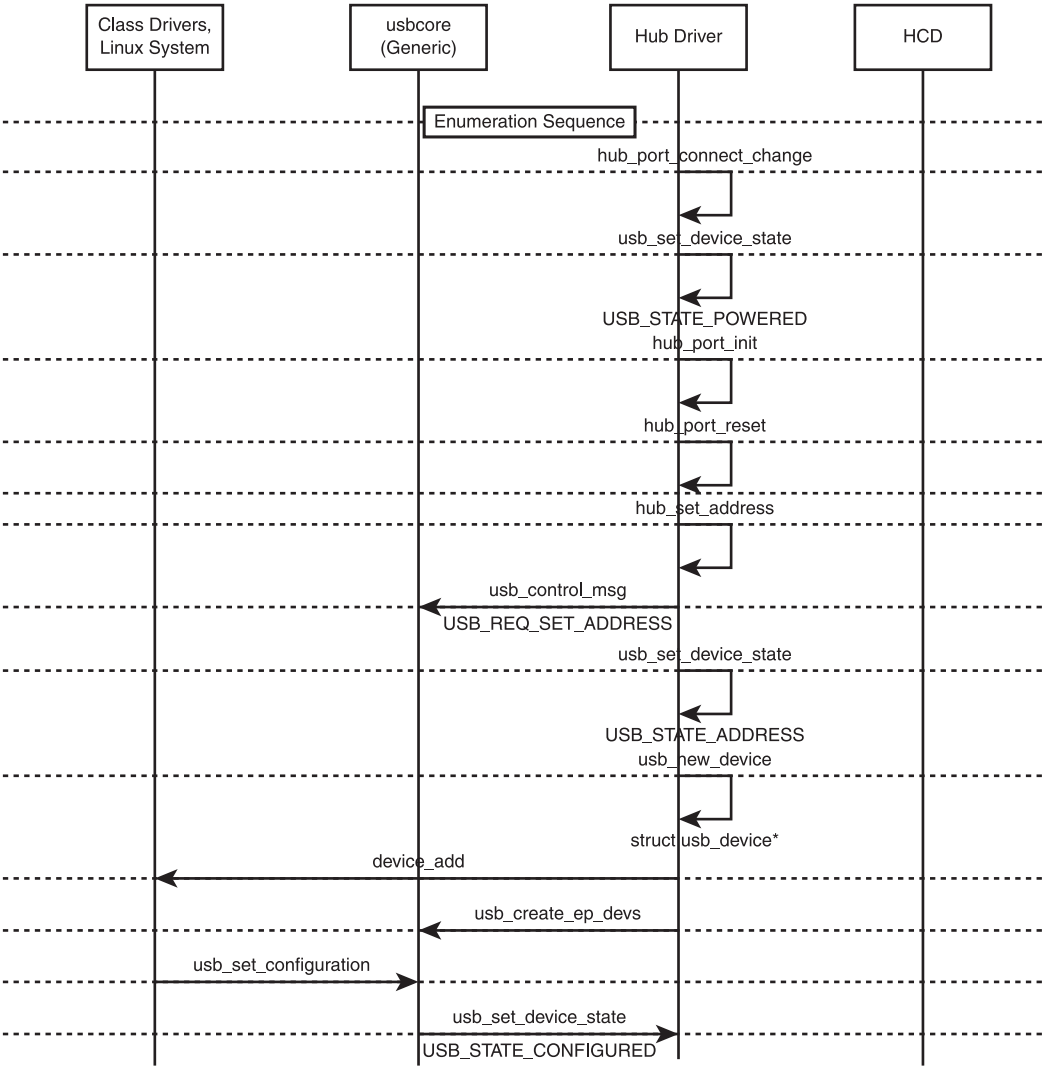 Class Drivers,
Linux System
usbcore
(Generic)
Hub Driver
HCD
Enumeration Sequence
hub_port_connect_change
usb_set_device_state
USB_STATE_POWERED
hub_port_init
hub_port_reset
hub_set_address
usb_control_msg
USB_REQ_SET_ADDRESS
usb_set_device_state
USB_STATE_ADDRESS
usb_new_device
struct usb_device*
device_add
usb_create_ep_devs
usb_set_configuration
usb_set_device_state
USB_STATE_CONFIGURED